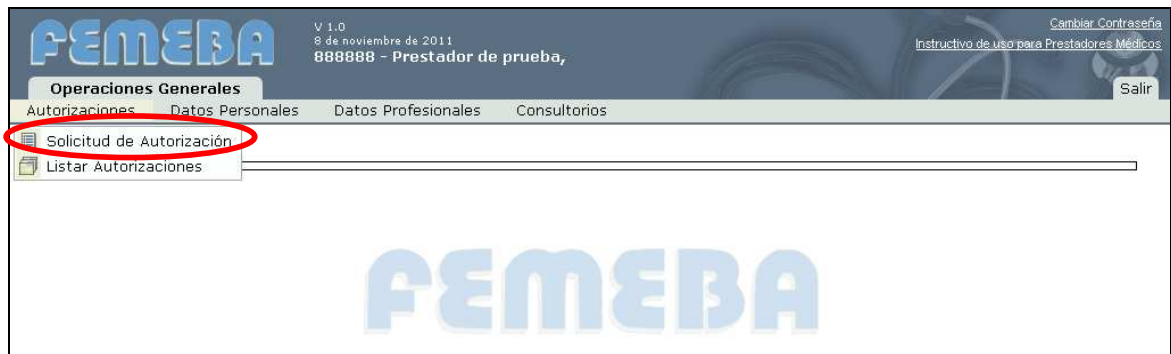 FEMEBA
V 1.0
8 de noviembre de 2011
888888 - Prestador de prueba,
Cambiar Contraseña
Instructivo de uso para Prestadores Médicos
Operaciones Generales
Salir
Autorizaciones Datos Personales Datos Profesionales Consultorios
Solicitud de Autorización
Listar Autorizaciones
FEMEBA